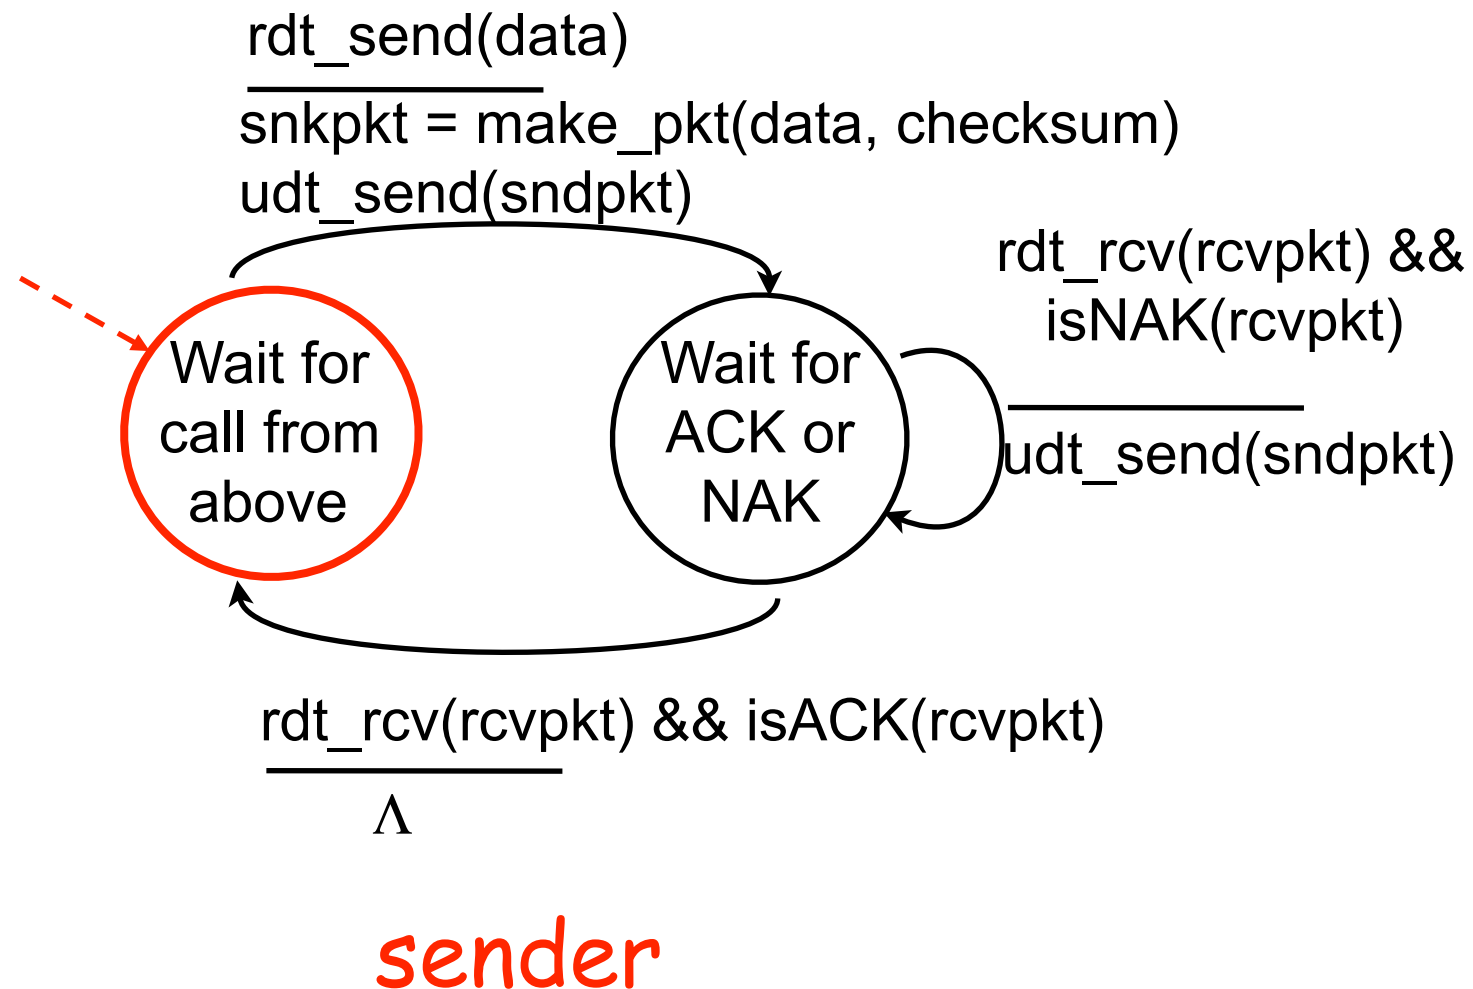 rdt_send(data)
snkpkt = make_pkt(data, checksum)
udt_send(sndpkt)
rdt_rcv(rcvpkt) &&
isNAK(rcvpkt)
udt_send(sndpkt)
Wait for
call from
above
Wait for
ACK or
NAK
rdt_rcv(rcvpkt) && isACK(rcvpkt)
Λ
sender